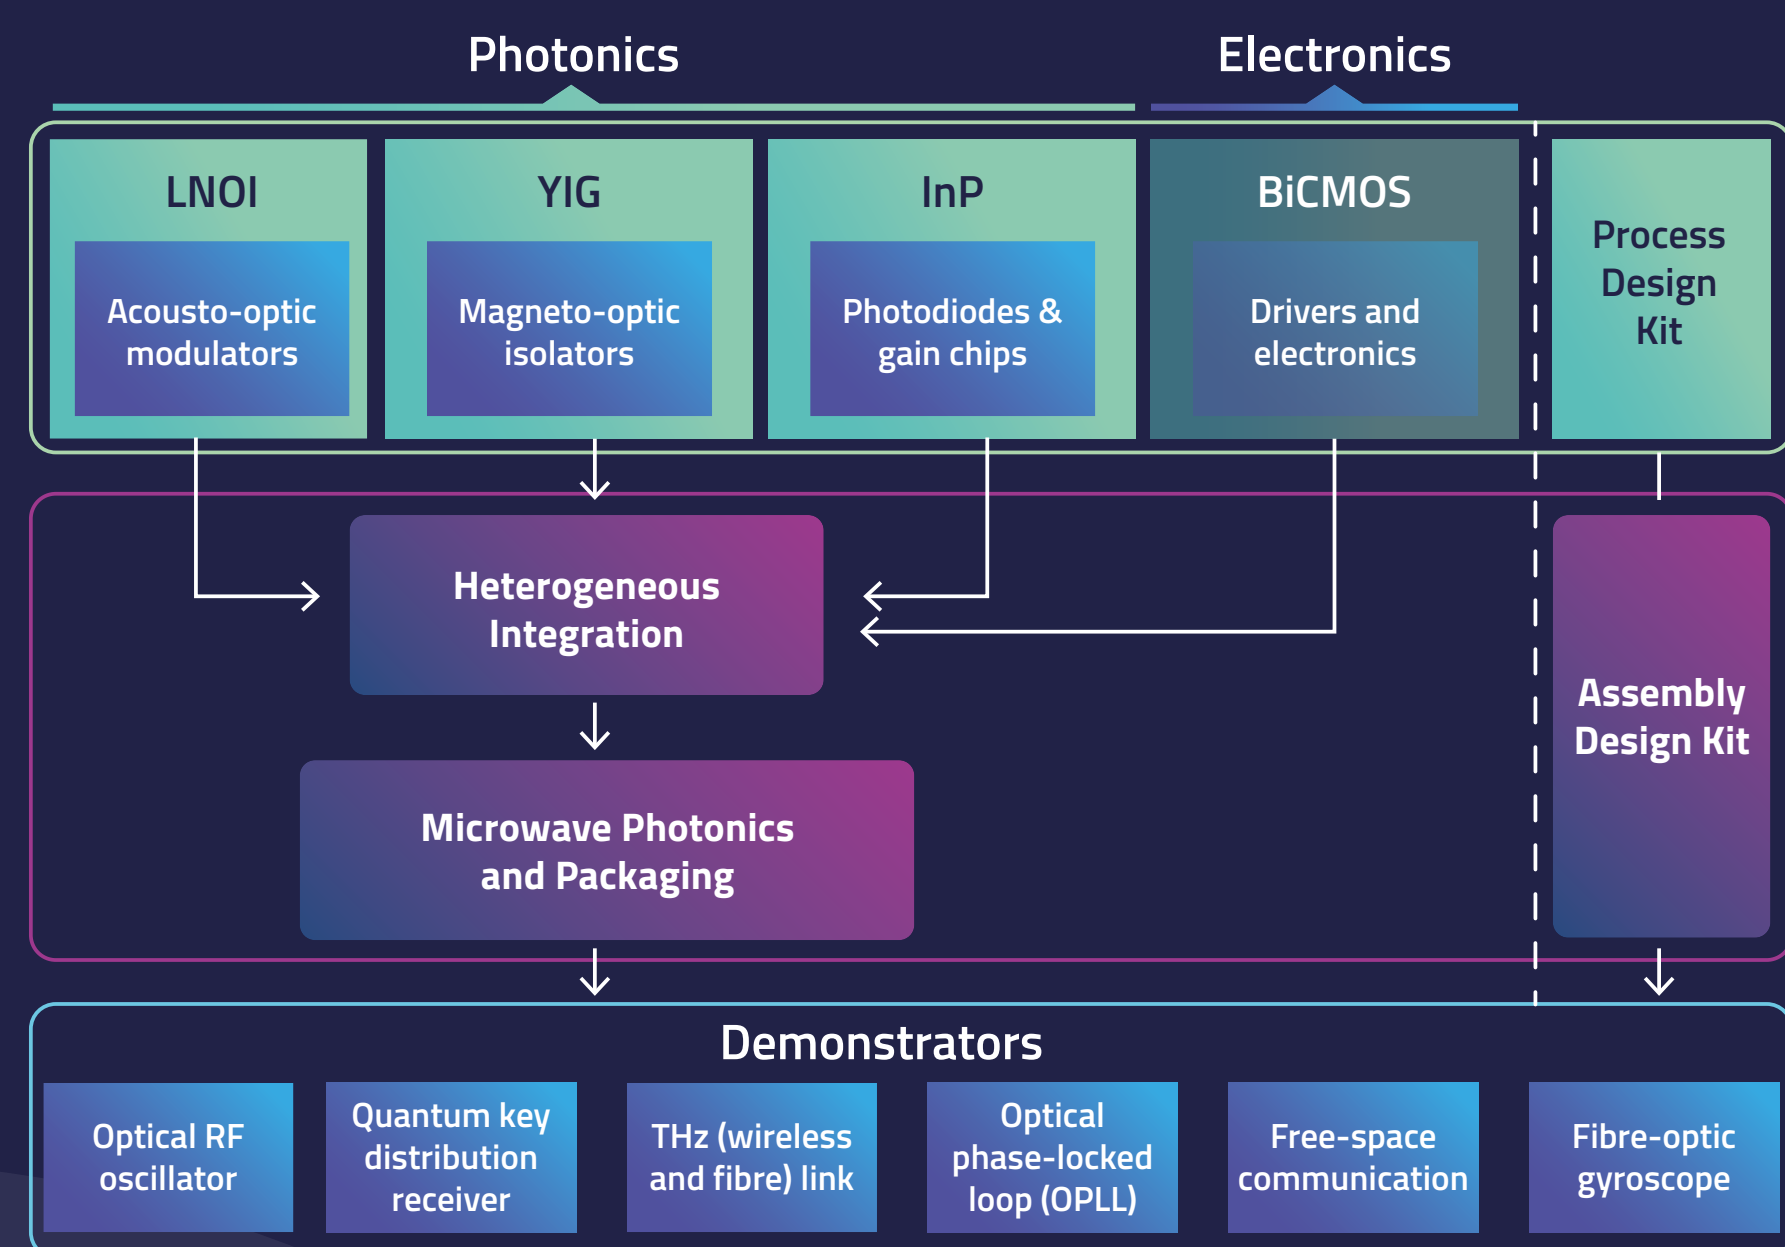 Photonics
Electronics
LNOI
Acousto-optic
modulators
YIG
Magneto-optic
isolators
InP
Photodiodes &
gain chips
BiCMOS
Drivers and
electronics
Process
Design
Kit
Heterogeneous
Integration
Microwave Photonics
and Packaging
Assembly
Design Kit
Demonstrators
Optical RF
oscillator
Quantum key
distribution
receiver
THz (wireless
and fibre) link
Optical
phase-locked
loop (OPLL)
Free-space
communication
Fibre-optic
gyroscope